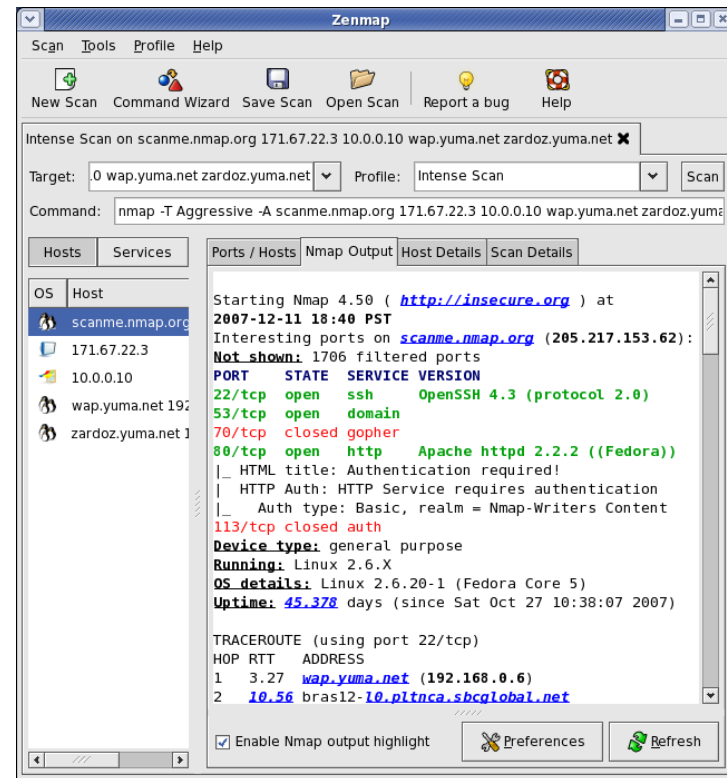 Zenmap
Scan Tools Profile Help
New Scan Command Wizard Save Scan Open Scan Report a bug Help
Intense Scan on scanme.nmap.org 171.67.22.3 10.0.0.10 wap.yuma.net zardoz.yuma.net
Target: .0 wap.yuma.net zardoz.yuma.net Profile: Intense Scan Scan
Command: nmap -T Aggressive -A scanme.nmap.org 171.67.22.3 10.0.0.10 wap.yuma.net zardoz.yuma
Hosts Services
OS Host
scanme.nmap.org
171.67.22.3
10.0.0.10
wap.yuma.net 192
zardoz.yuma.net 1
Ports / Hosts Nmap Output Host Details Scan Details
Starting Nmap 4.50 ( http://insecure.org ) at
2007-12-11 18:40 PST
Interesting ports on scanme.nmap.org (205.217.153.62):
Not shown: 1706 filtered ports
PORT STATE SERVICE VERSION
22/tcp open ssh OpenSSH 4.3 (protocol 2.0)
53/tcp open domain
70/tcp closed gopher
80/tcp open http Apache httpd 2.2.2 ((Fedora))
|_ HTML title: Authentication required!
| HTTP Auth: HTTP Service requires authentication
|_ Auth type: Basic, realm = Nmap-Writers Content
113/tcp closed auth
Device type: general purpose
Running: Linux 2.6.X
OS details: Linux 2.6.20-1 (Fedora Core 5)
Uptime: 45.378 days (since Sat Oct 27 10:38:07 2007)
TRACEROUTE (using port 22/tcp)
HOP RTT ADDRESS
1 3.27 wap.yuma.net (192.168.0.6)
2 10.56 bras12-l0.pltnca.sbcglobal.net
Enable Nmap output highlight Preferences Refresh